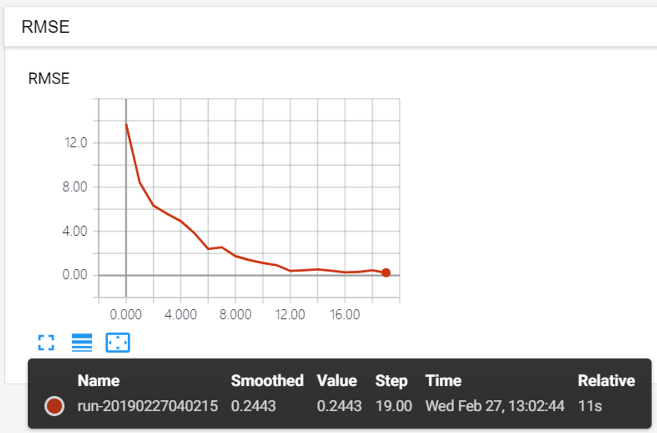 RMSE
RMSE
12.0
8.00
4.00
0.00
0.000 4.000 8.000 12.00 16.00
Name Smoothed Value Step Time Relative
run-20190227040215 0.2443 0.2443 19.00 Wed Feb 27, 13:02:44 11s